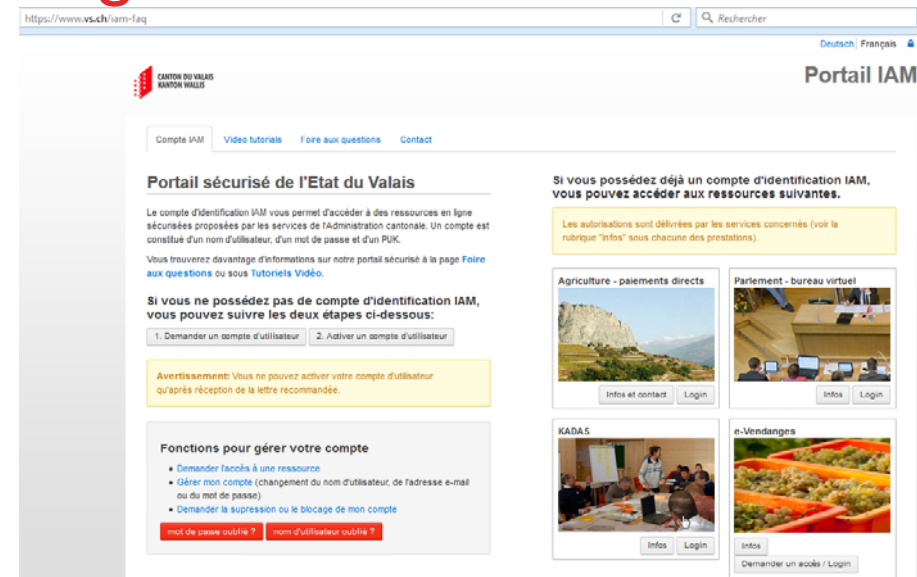 https://www.vs.ch/iam-faq
Rechercher
Deutsch Français
CANTON DU VALAIS
KANTON WALLIS
Portail IAM
Compte IAM Video tutorials Foire aux questions Contact
Portail sécurisé de l'Etat du Valais
Le compte d'identification IAM vous permet d'accéder à des ressources en ligne
sécurisées proposées par les services de l'Administration cantonale. Un compte est
constitué d'un nom d'utilisateur, d'un mot de passe et d'un PUK.
Vous trouverez davantage d'informations sur notre portail sécurisé à la page Foire
aux questions ou sous Tutoriels Vidéo.
Si vous ne possédez pas de compte d'identification IAM,
vous pouvez suivre les deux étapes ci-dessous:
1. Demander un compte d'utilisateur 2. Activer un compte d'utilisateur
Avertissement: Vous ne pouvez activer votre compte d'utilisateur
qu'après réception de la lettre recommandée.
Fonctions pour gérer votre compte
• Demander l'accès à une ressource
• Gérer mon compte (changement du nom d'utilisateur, de l'adresse e-mail
ou du mot de passe)
• Demander la supression ou le blocage de mon compte
mot de passe oublié ? nom d'utilisateur oublié ?
Si vous possédez déjà un compte d'identification IAM,
vous pouvez accéder aux ressources suivantes.
Les autorisations sont délivrées par les services concernés (voir la
rubrique "Infos" sous chacune des prestations).
Agriculture - paiements directs
Infos et contact Login
Parlement - bureau virtuel
Infos Login
KADAS
Infos Login
e-Vendanges
Infos
Demander un accès / Login